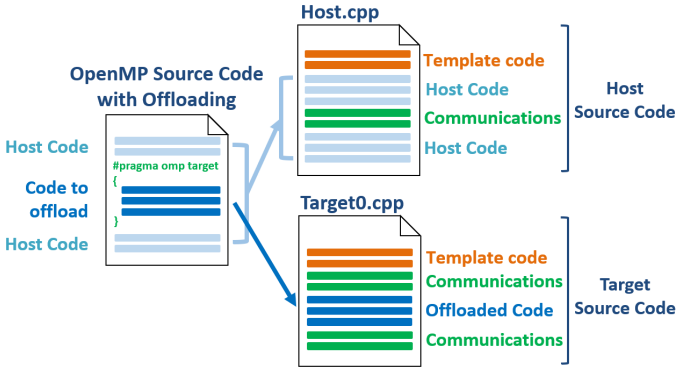 OpenMP Source Code
with Offloading
Host Code
#pragma omp target
{
Code to
offload
}
Host Code
Host.cpp
Template code
Host Code
Communications
Host Code
Host
Source Code
Target0.cpp
Template code
Communications
Offloaded Code
Communications
Target
Source Code